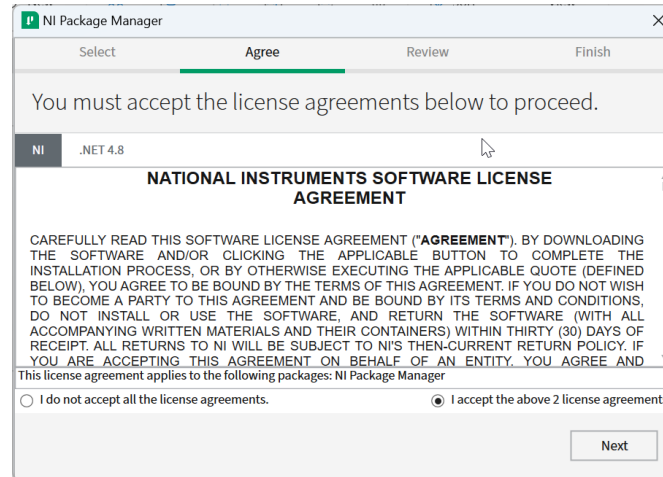 NI Package Manager
Select Agree Review Finish
You must accept the license agreements below to proceed.
NI .NET 4.8
NATIONAL INSTRUMENTS SOFTWARE LICENSE
AGREEMENT
CAREFULLY READ THIS SOFTWARE LICENSE AGREEMENT ("AGREEMENT"). BY DOWNLOADING
THE SOFTWARE AND/OR CLICKING THE APPLICABLE BUTTON TO COMPLETE THE
INSTALLATION PROCESS, OR BY OTHERWISE EXECUTING THE APPLICABLE QUOTE (DEFINED
BELOW), YOU AGREE TO BE BOUND BY THE TERMS OF THIS AGREEMENT. IF YOU DO NOT WISH
TO BECOME A PARTY TO THIS AGREEMENT AND BE BOUND BY ITS TERMS AND CONDITIONS,
DO NOT INSTALL OR USE THE SOFTWARE, AND RETURN THE SOFTWARE (WITH ALL
ACCOMPANYING WRITTEN MATERIALS AND THEIR CONTAINERS) WITHIN THIRTY (30) DAYS OF
RECEIPT. ALL RETURNS TO NI WILL BE SUBJECT TO NI'S THEN-CURRENT RETURN POLICY. IF
YOU ARE ACCEPTING THIS AGREEMENT ON BEHALF OF AN ENTITY, YOU AGREE AND
This license agreement applies to the following packages: NI Package Manager
I do not accept all the license agreements. I accept the above 2 license agreement
Next